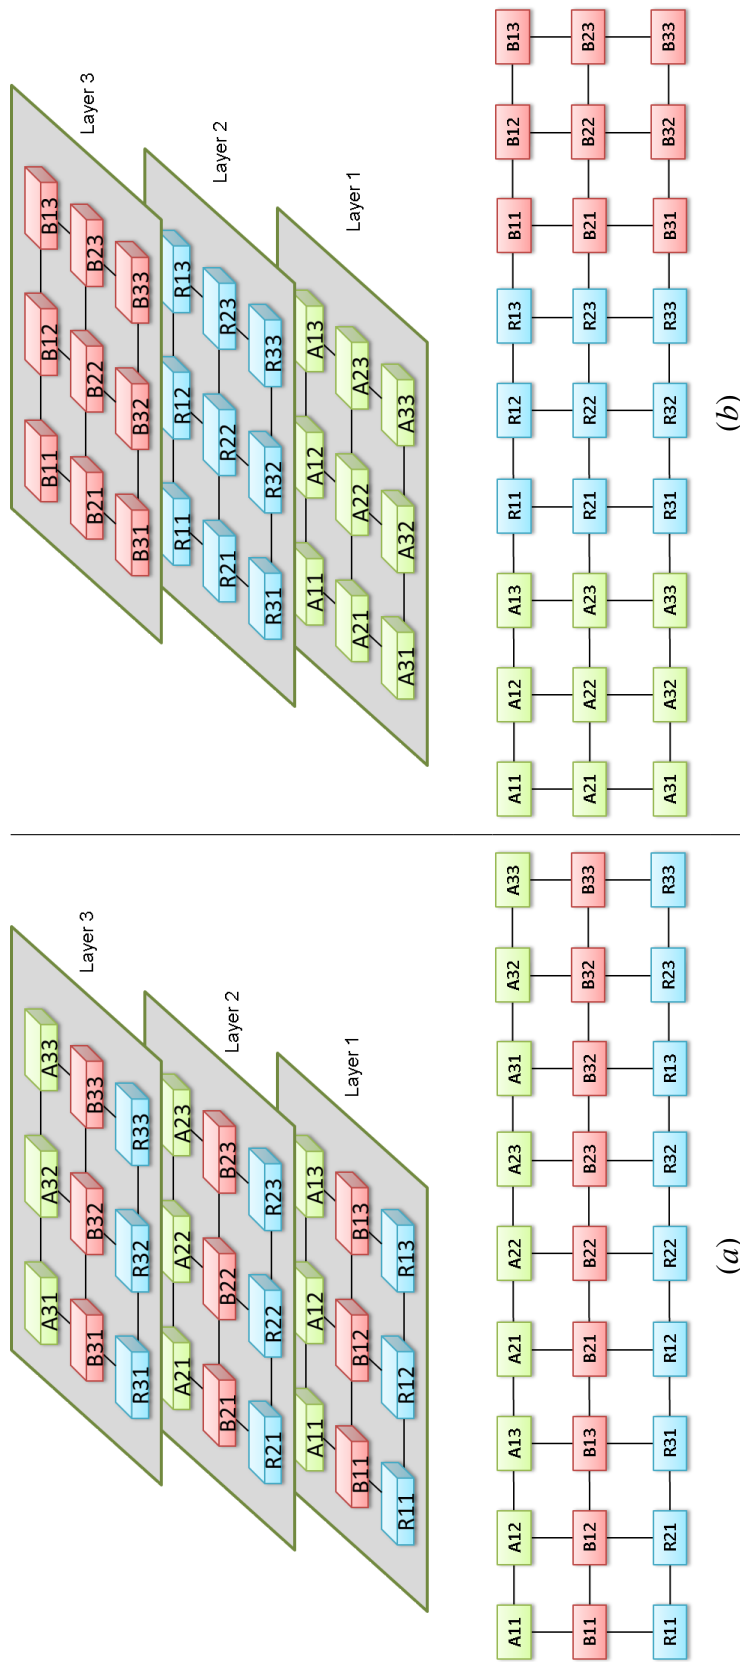 A31 A32 A33
B31 B32 B33
R31 R32 R33
Layer 3
A21 A22 A23
B21 B22 B23
R21 R22 R23
Layer 2
A11 A12 A13
B11 B12 B13
R11 R12 R13
Layer 1
A11 A12 A13 A21 A22 A23 A31 A32 A33
B11 B12 B13 B21 B22 B23 B32 B32 B33
R11 R21 R31 R12 R22 R32 R13 R23 R33
(a)
B11 B12 B13
B21 B22 B23
B31 B32 B33
Layer 3
R11 R12 R13
R21 R22 R23
R31 R32 R33
Layer 2
A11 A12 A13
A21 A22 A23
A31 A32 A33
Layer 1
A11 A12 A13 R11 R12 R13 B11 B12 B13
A21 A22 A23 R21 R22 R23 B21 B22 B23
A31 A32 A33 R31 R32 R33 B31 B32 B33
(b)